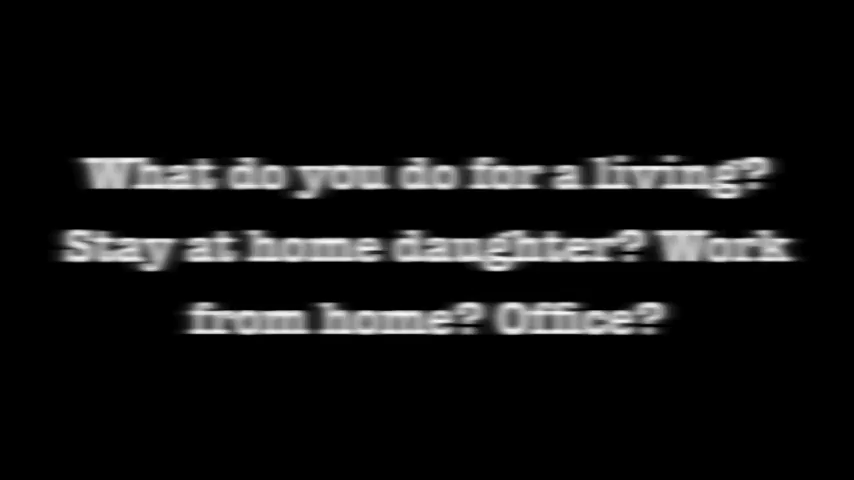 What do you do for a living?
Stay at home daughter? Work
from home? Office?